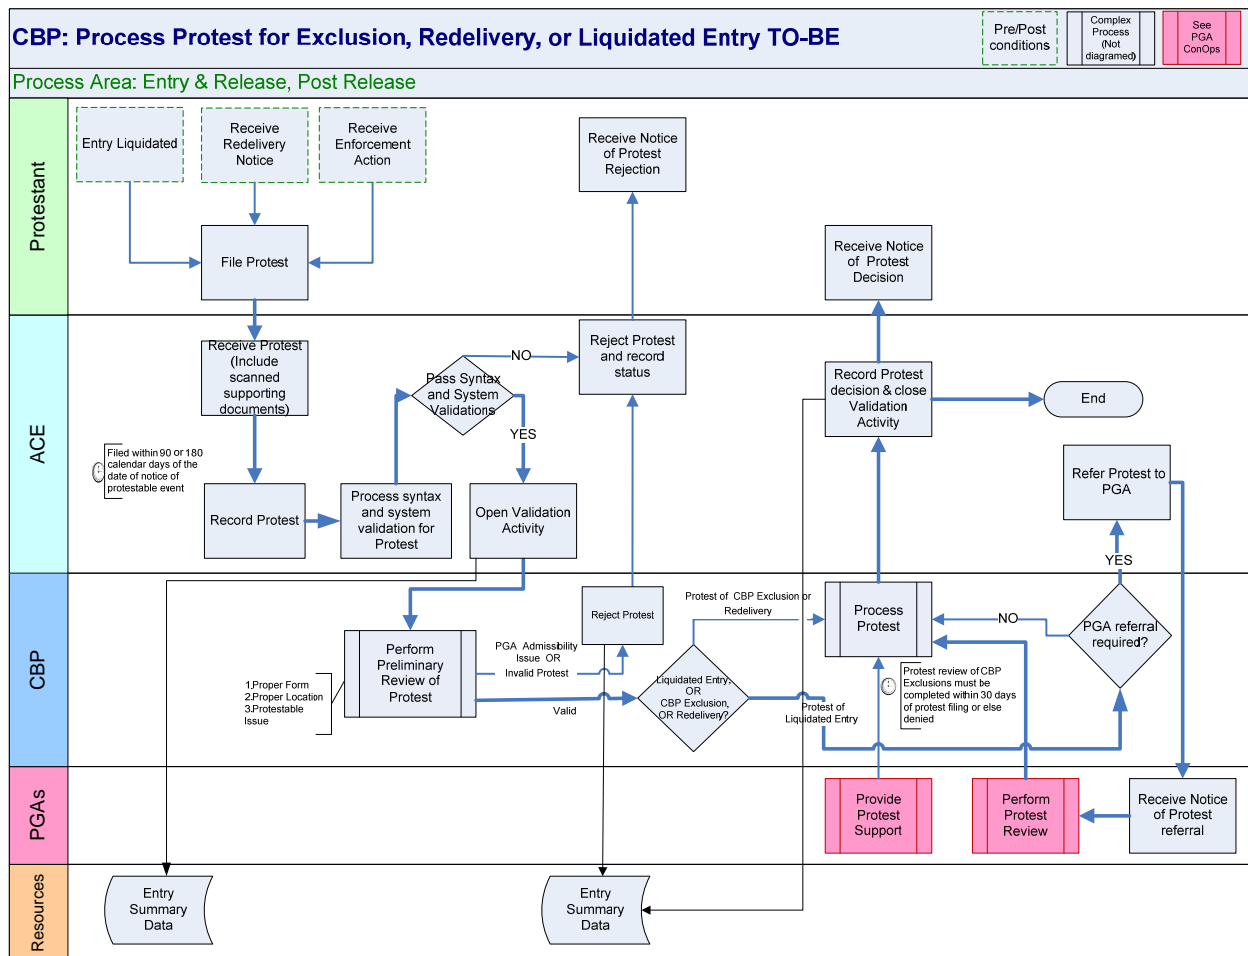 CBP: Process Protest for Exclusion, Redelivery, or Liquidated Entry TO-BE
Pre/Post
conditions
Complex
Process
(Not
diagramed)
See
PGA
ConOps
Process Area: Entry & Release, Post Release
Protestant
Entry Liquidated
Receive
Redelivery
Notice
Receive
Enforcement
Action
Receive Notice
of Protest
Rejection
File Protest
Receive Notice
of Protest
Decision
ACE
Receive Protest
(Include
scanned
supporting
documents)
Pass Syntax
and System
Validations
NO
YES
Reject Protest
and record
status
Record Protest
decision & close
Validation
Activity
End
Filed within 90 or 180
calendar days of the
date of notice of
protestable event
Record Protest
Process syntax
and system
validation for
Protest
Open Validation
Activity
Refer Protest to
PGA
YES
CBP
Perform
Preliminary
Review of
Protest
1.Proper Form
2.Proper Location
3.Protestable
Issue
PGA Admissibility
Issue OR
Invalid Protest
Valid
Reject Protest
Protest of CBP Exclusion or
Redelivery
Liquidated Entry,
OR
CBP Exclusion,
OR Redelivery?
Protest of
Liquidated Entry
Process
Protest
NO
PGA referral
required?
Protest review of CBP
Exclusions must be
completed within 30 days
of protest filing or else
denied
PGAs
Provide
Protest
Support
Perform
Protest
Review
Receive Notice
of Protest
referral
Resources
Entry
Summary
Data
Entry
Summary
Data